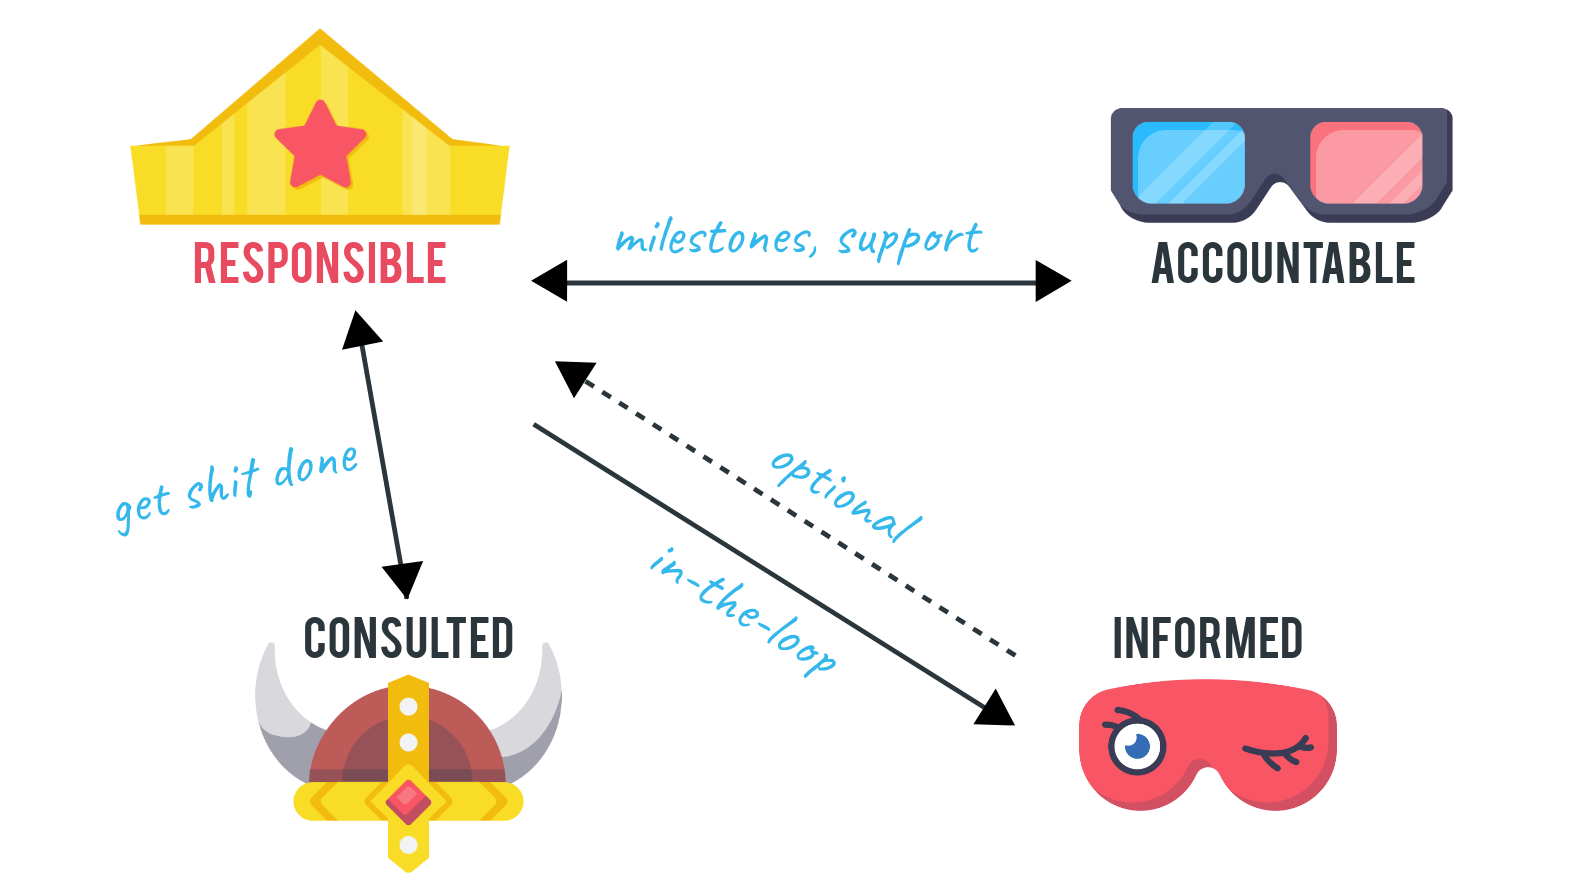 RESPONSIBLE
ACCOUNTABLE
milestones, support
get shit done
optional
in-the-loop
CONSULTED
INFORMED